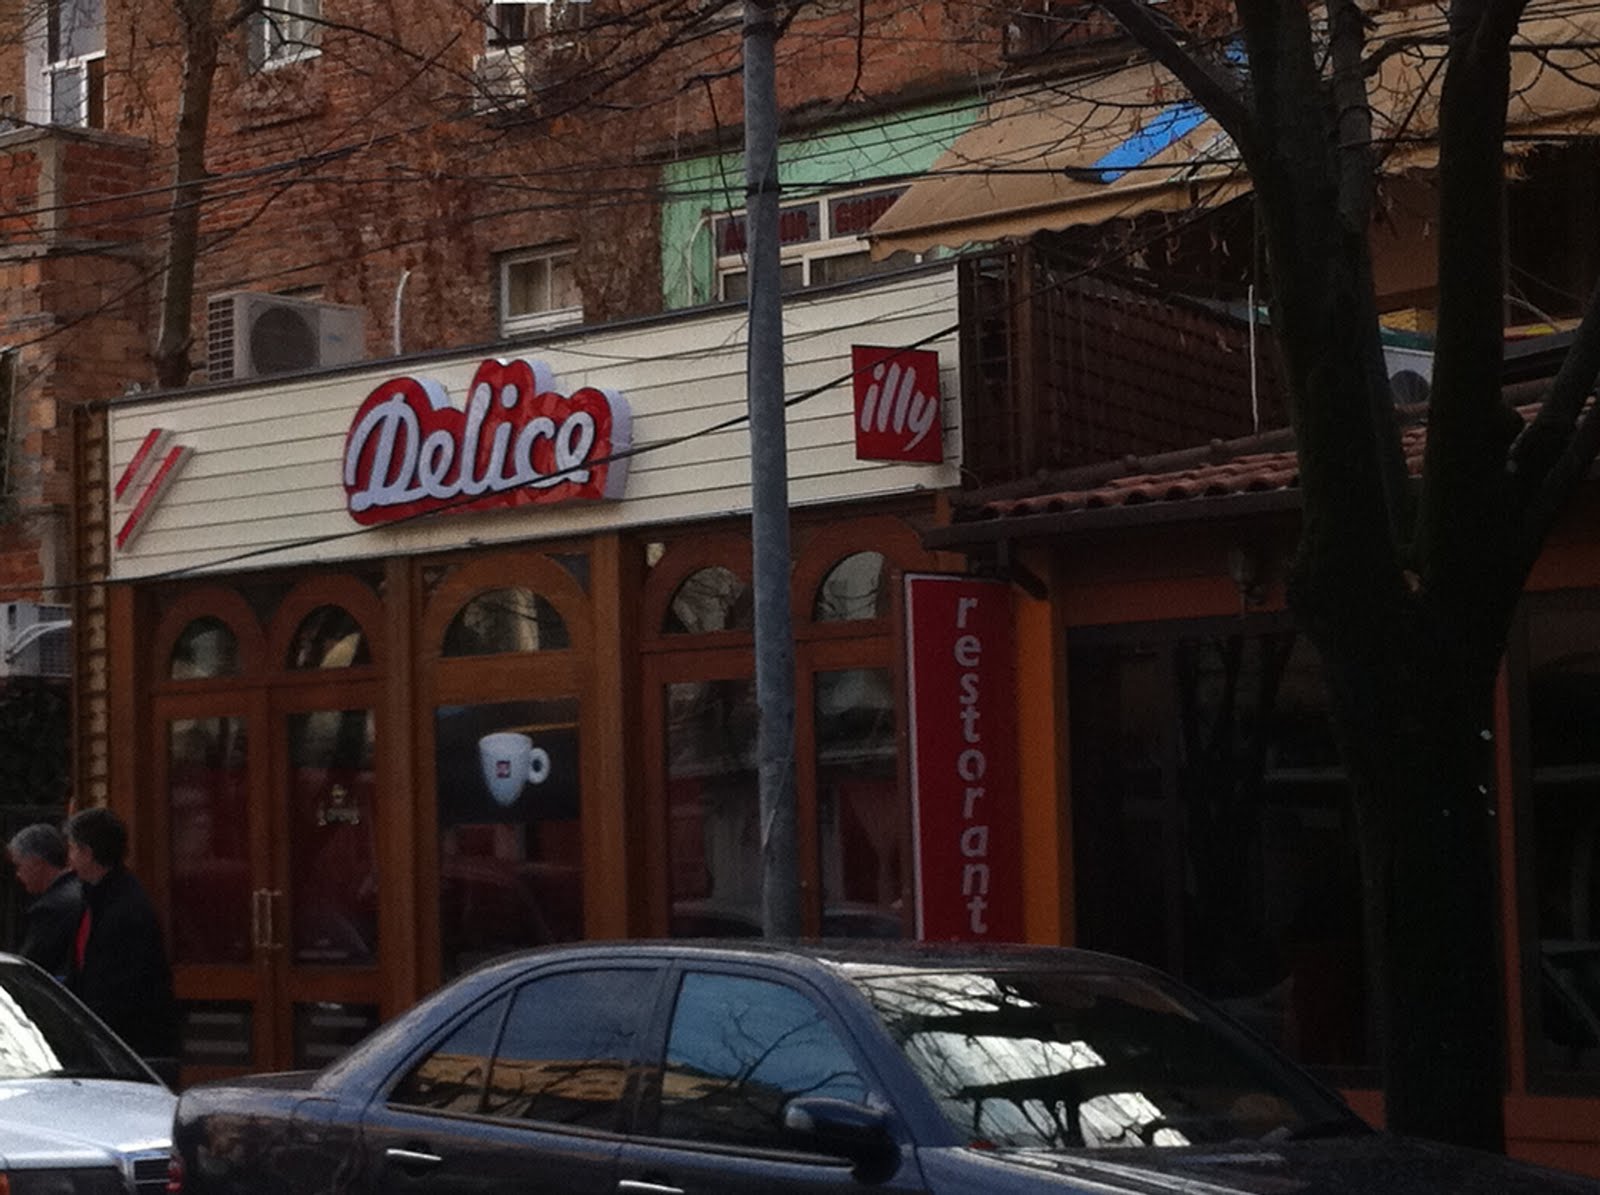 Delice
illy
restorant